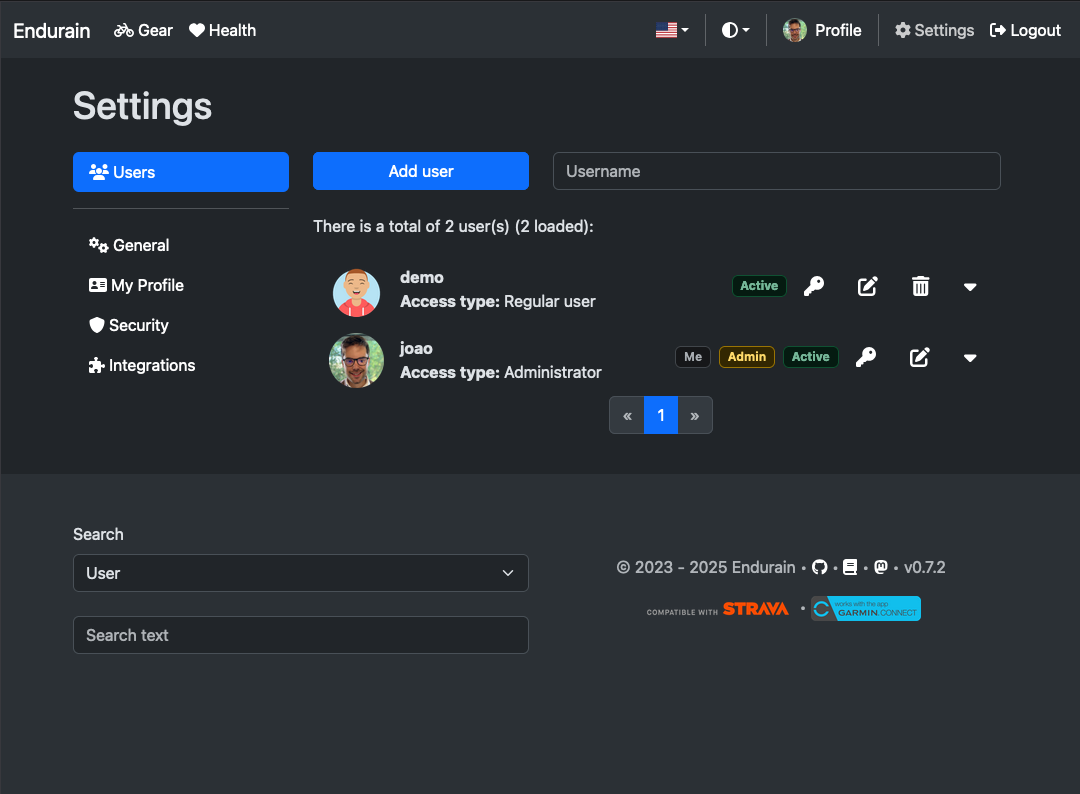 Endurain Gear Health Profile Settings Logout
Settings
Users
Add user
Username
There is a total of 2 user(s) (2 loaded):
General
My Profile
Security
Integrations
demo
Access type: Regular user
Active
joao
Access type: Administrator
Me Admin Active
« 1 »
Search
User
Search text
© 2023 - 2025 Endurain • • • • v0.7.2
COMPATIBLE WITH STRAVA • works with the app
GARMIN.CONNECT